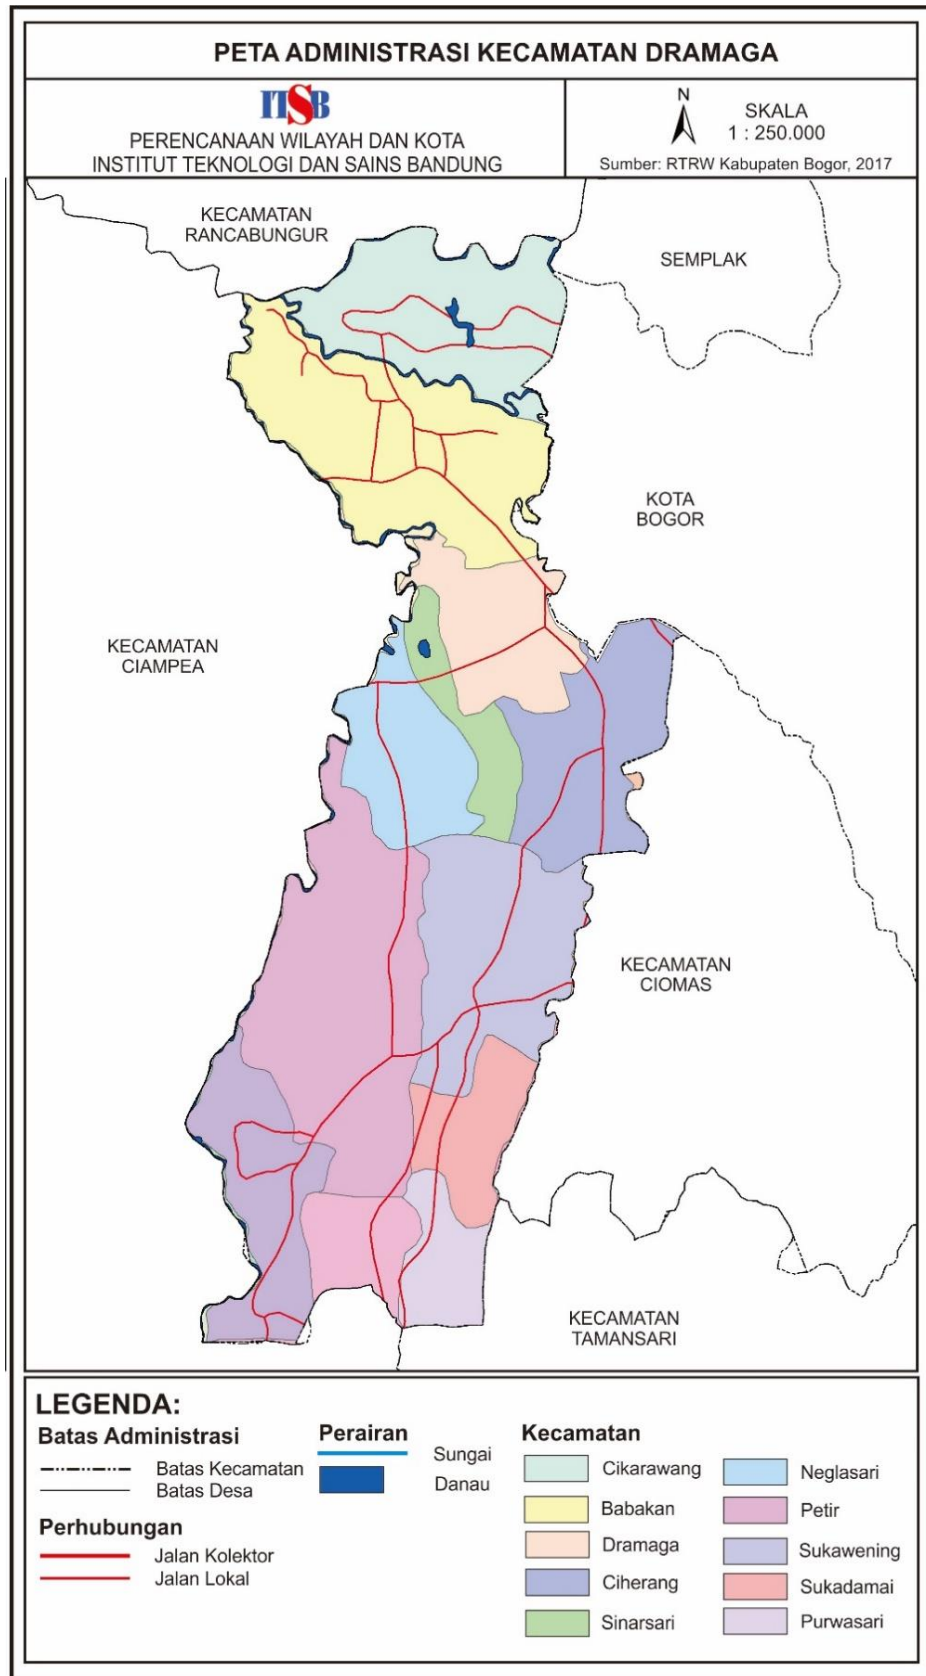 PETA ADMINISTRASI KECAMATAN DRAMAGA
ITSB
PERENCANAAN WILAYAH DAN KOTA
INSTITUT TEKNOLOGI DAN SAINS BANDUNG
N
SKALA
1 : 250.000
Sumber: RTRW Kabupaten Bogor, 2017
KECAMATAN
RANCABUNGUR
SEMPLAK
KOTA
BOGOR
KECAMATAN
CIAMPEA
KECAMATAN
CIOMAS
KECAMATAN
TAMANSARI
LEGENDA:
Batas Administrasi
Batas Kecamatan
Batas Desa
Perhubungan
Jalan Kolektor
Jalan Lokal
Perairan
Sungai
Danau
Kecamatan
Cikarawang
Babakan
Dramaga
Ciherang
Sinarsari
Neglasari
Petir
Sukawening
Sukadamai
Purwasari